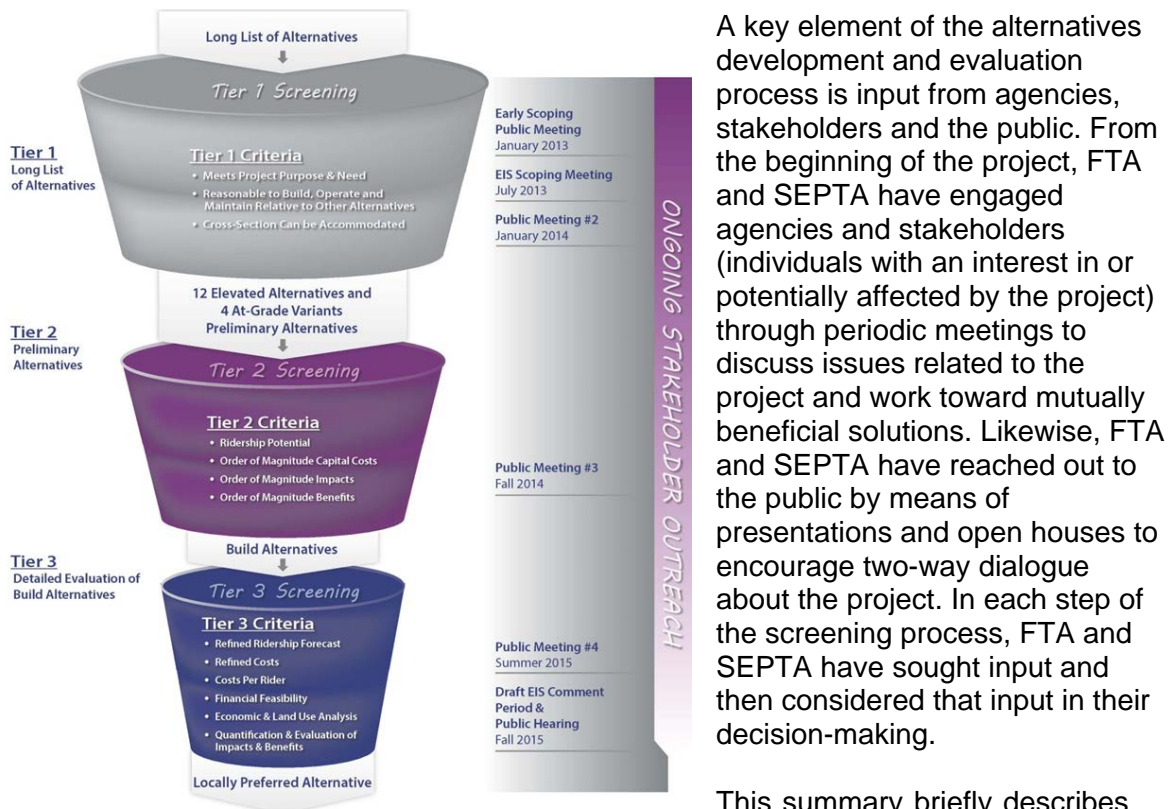 Long List of Alternatives
Tier 1 Screening
Tier 1
Long List
of Alternatives
Tier 1 Criteria
• Meets Project Purpose & Need
• Reasonable to Build, Operate and
Maintain Relative to Other Alternatives
• Cross-Section Can be Accommodated
12 Elevated Alternatives and
4 At-Grade Variants
Preliminary Alternatives
Tier 2
Preliminary
Alternatives
Tier 2 Screening
Tier 2 Criteria
• Ridership Potential
• Order of Magnitude Capital Costs
• Order of Magnitude Impacts
• Order of Magnitude Benefits
Build Alternatives
Tier 3
Detailed Evaluation of
Build Alternatives
Tier 3 Screening
Tier 3 Criteria
• Refined Ridership Forecast
• Refined Costs
• Costs Per Rider
• Financial Feasibility
• Economic & Land Use Analysis
• Quantification & Evaluation of
Impacts & Benefits
Locally Preferred Alternative
Early Scoping
Public Meeting
January 2013
EIS Scoping Meeting
July 2013
Public Meeting #2
January 2014
Public Meeting #3
Fall 2014
Public Meeting #4
Summer 2015
Draft EIS Comment
Period &
Public Hearing
Fall 2015
ONGOING STAKEHOLDER OUTREACH
A key element of the alternatives
development and evaluation
process is input from agencies,
stakeholders and the public. From
the beginning of the project, FTA
and SEPTA have engaged
agencies and stakeholders
(individuals with an interest in or
potentially affected by the project)
through periodic meetings to
discuss issues related to the
project and work toward mutually
beneficial solutions. Likewise, FTA
and SEPTA have reached out to
the public by means of
presentations and open houses to
encourage two-way dialogue
about the project. In each step of
the screening process, FTA and
SEPTA have sought input and
then considered that input in their
decision-making.
This summary briefly describes